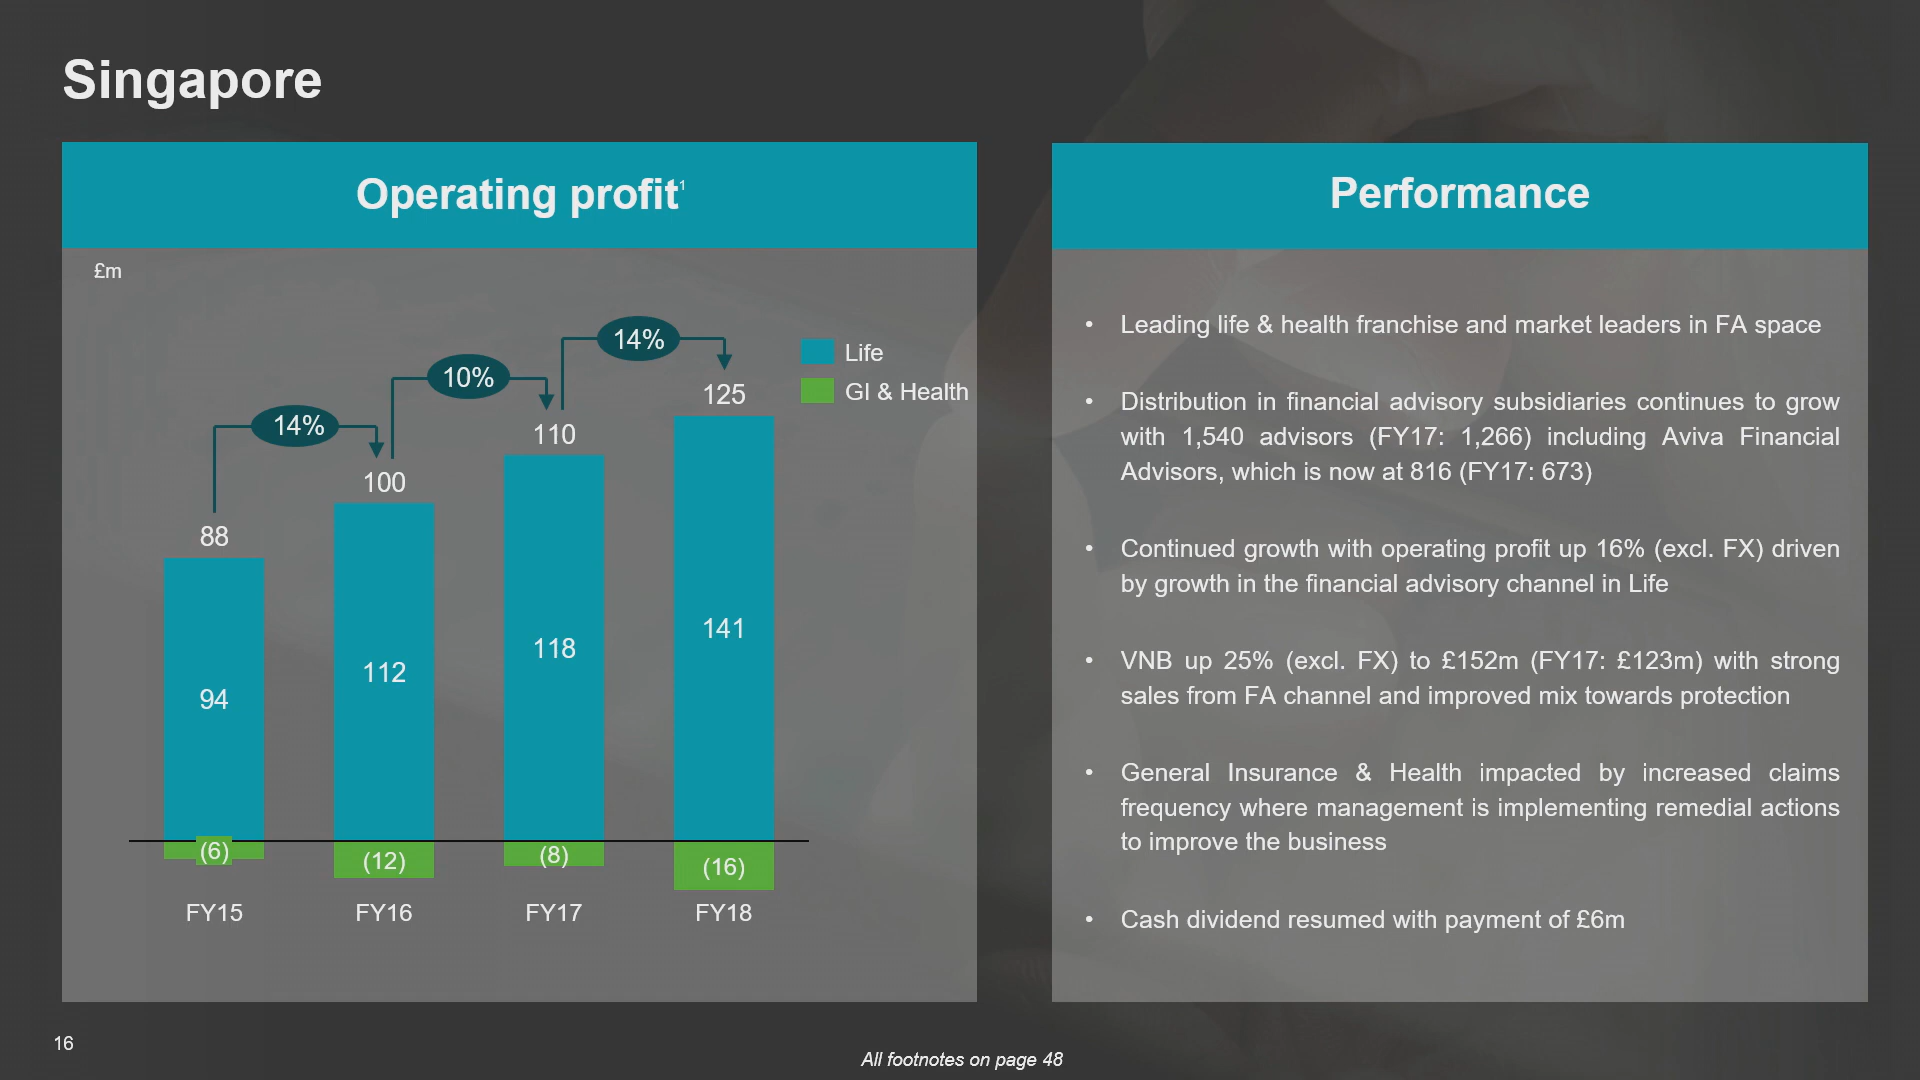 Singapore
Operating profit¹
£m
14%
10%
14%
Life
GI & Health
88
100
110
125
94
112
118
141
(6)
(12)
(8)
(16)
FY15
FY16
FY17
FY18
Performance
• Leading life & health franchise and market leaders in FA space
• Distribution in financial advisory subsidiaries continues to grow
with 1,540 advisors (FY17: 1,266) including Aviva Financial
Advisors, which is now at 816 (FY17: 673)
• Continued growth with operating profit up 16% (excl. FX) driven
by growth in the financial advisory channel in Life
• VNB up 25% (excl. FX) to £152m (FY17: £123m) with strong
sales from FA channel and improved mix towards protection
• General Insurance & Health impacted by increased claims
frequency where management is implementing remedial actions
to improve the business
• Cash dividend resumed with payment of £6m
16
All footnotes on page 48